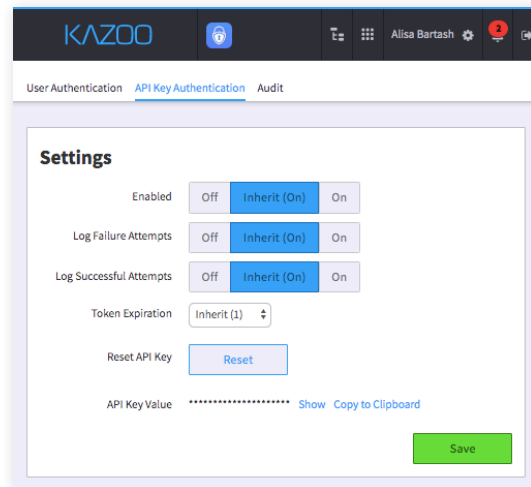 KAZOO
Alisa Bartash
2
User Authentication API Key Authentication Audit
Settings
Enabled Off Inherit (On) On
Log Failure Attempts Off Inherit (On) On
Log Successful Attempts Off Inherit (On) On
Token Expiration Inherit (1)
Reset API Key Reset
API Key Value ********************* Show Copy to Clipboard
Save